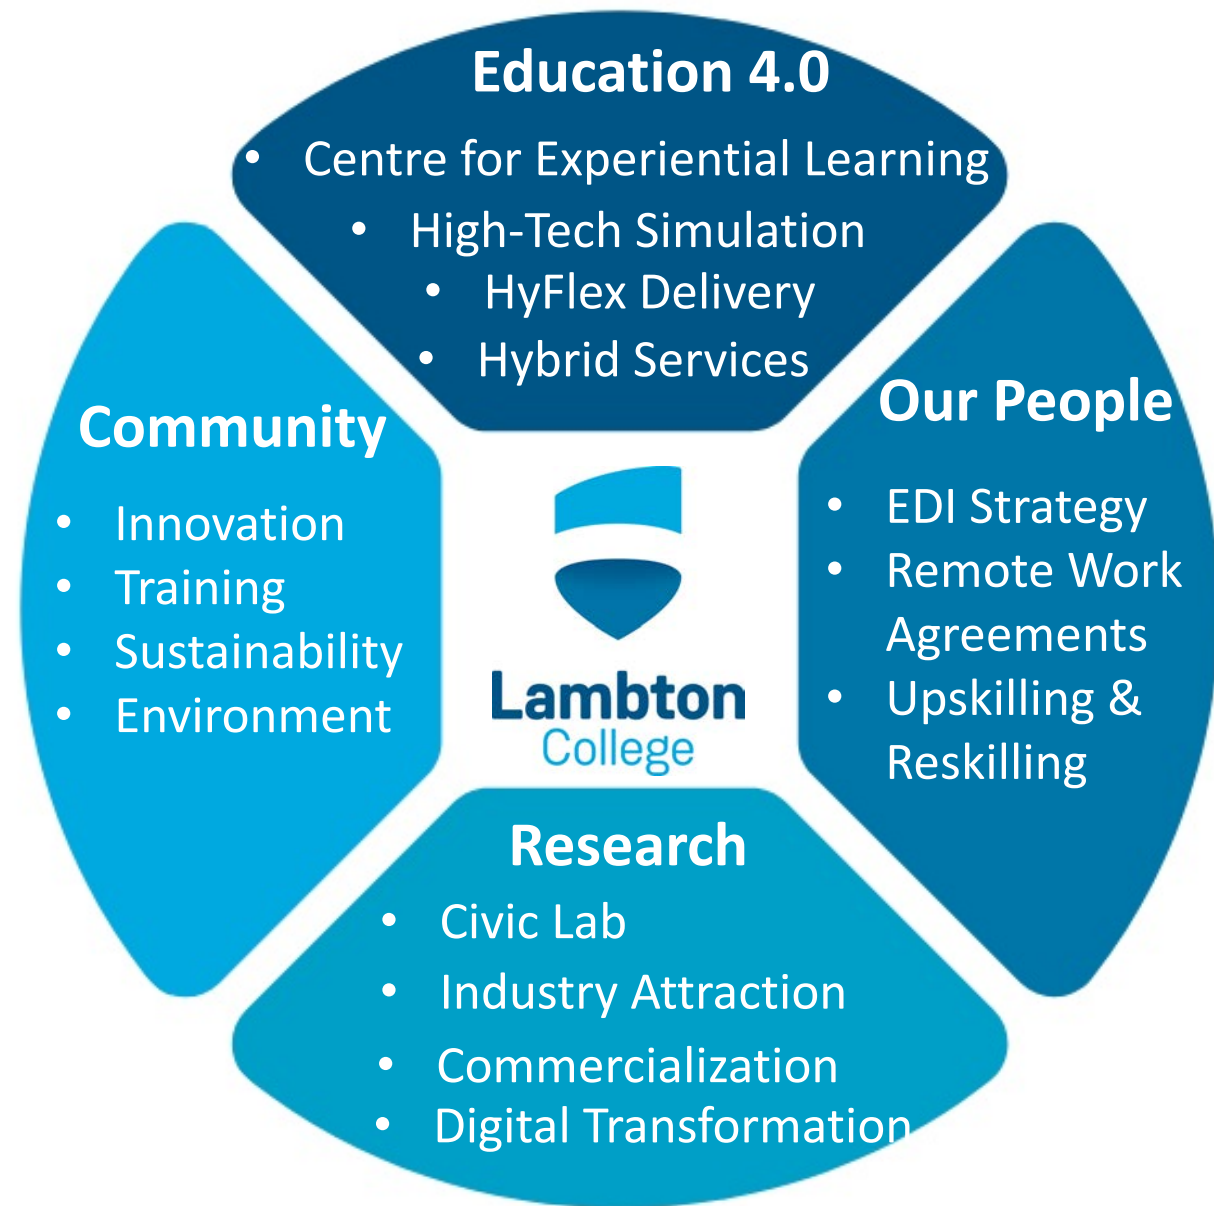 Education 4.0
• Centre for Experiential Learning
• High-Tech Simulation
• HyFlex Delivery
• Hybrid Services
Community
• Innovation
• Training
• Sustainability
• Environment
Lambton
College
Our People
• EDI Strategy
• Remote Work
Agreements
• Upskilling &
Reskilling
Research
• Civic Lab
• Industry Attraction
• Commercialization
• Digital Transformation